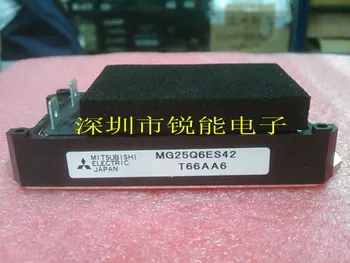 深圳市锐能电子
MITSUBISHI
ELECTRIC
JAPAN
MG25Q6ES42
T66AA6